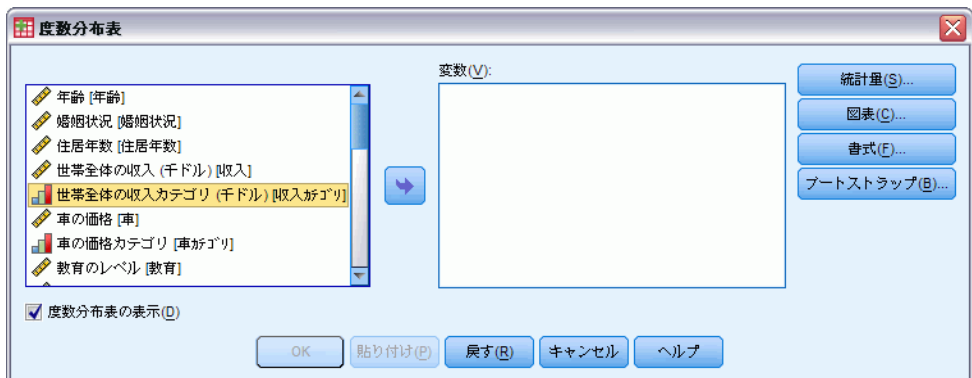 度数分布表
変数(V):
年齢 [年齢]
婚姻状況 [婚姻状況]
住居年数 [住居年数]
世帯全体の収入 (千ドル) [収入]
世帯全体の収入カテゴリ (千ドル) [収入ｶﾃｺﾞﾘ]
車の価格 [車]
車の価格カテゴリ [車ｶﾃｺﾞﾘ]
教育のレベル [教育]
統計量(S)...
図表(C)...
書式(F)...
ブートストラップ(B)...
度数分布表の表示(D)
OK
貼り付け(P)
戻す(R)
キャンセル
ヘルプ